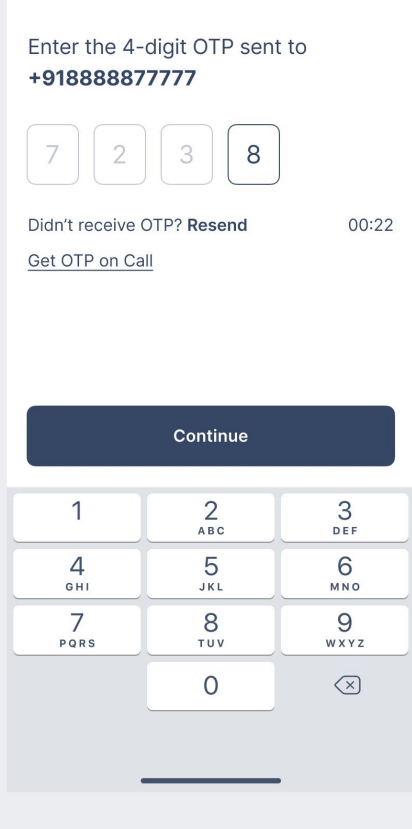 Enter the 4-digit OTP sent to
+918888877777
7 2 3 8
Didn't receive OTP? Resend 00:22
Get OTP on Call
Continue
1 2 3
ABC DEF
4 5 6
GHI JKL MNO
7 8 9
PQRS TUV WXYZ
0